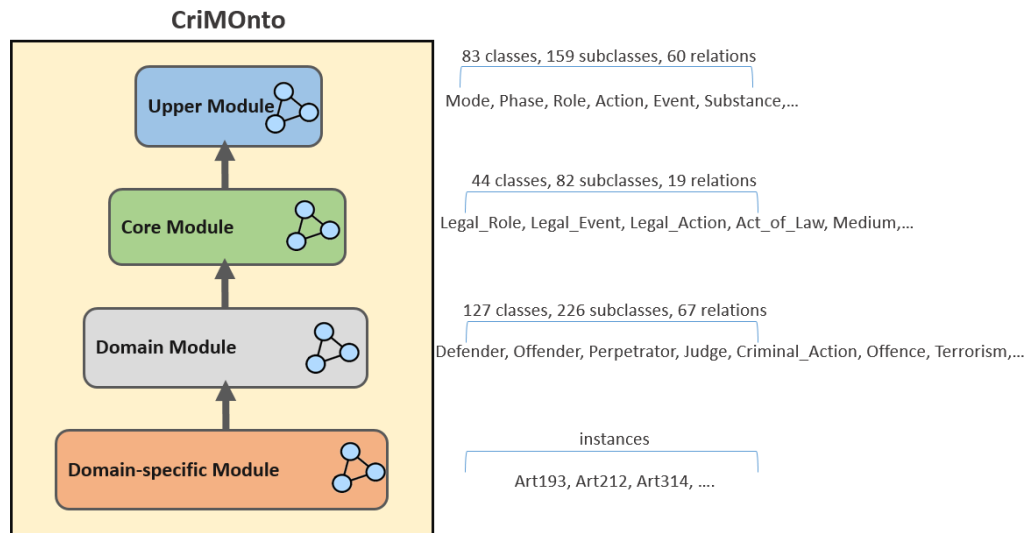 CriMOnto
83 classes, 159 subclasses, 60 relations
Upper Module
Mode, Phase, Role, Action, Event, Substance,...
44 classes, 82 subclasses, 19 relations
Core Module
Legal_Role, Legal_Event, Legal_Action, Act_of_Law, Medium,...
127 classes, 226 subclasses, 67 relations
Domain Module
Defender, Offender, Perpetrator, Judge, Criminal_Action, Offence, Terrorism,...
instances
Domain-specific Module
Art193, Art212, Art314, ....